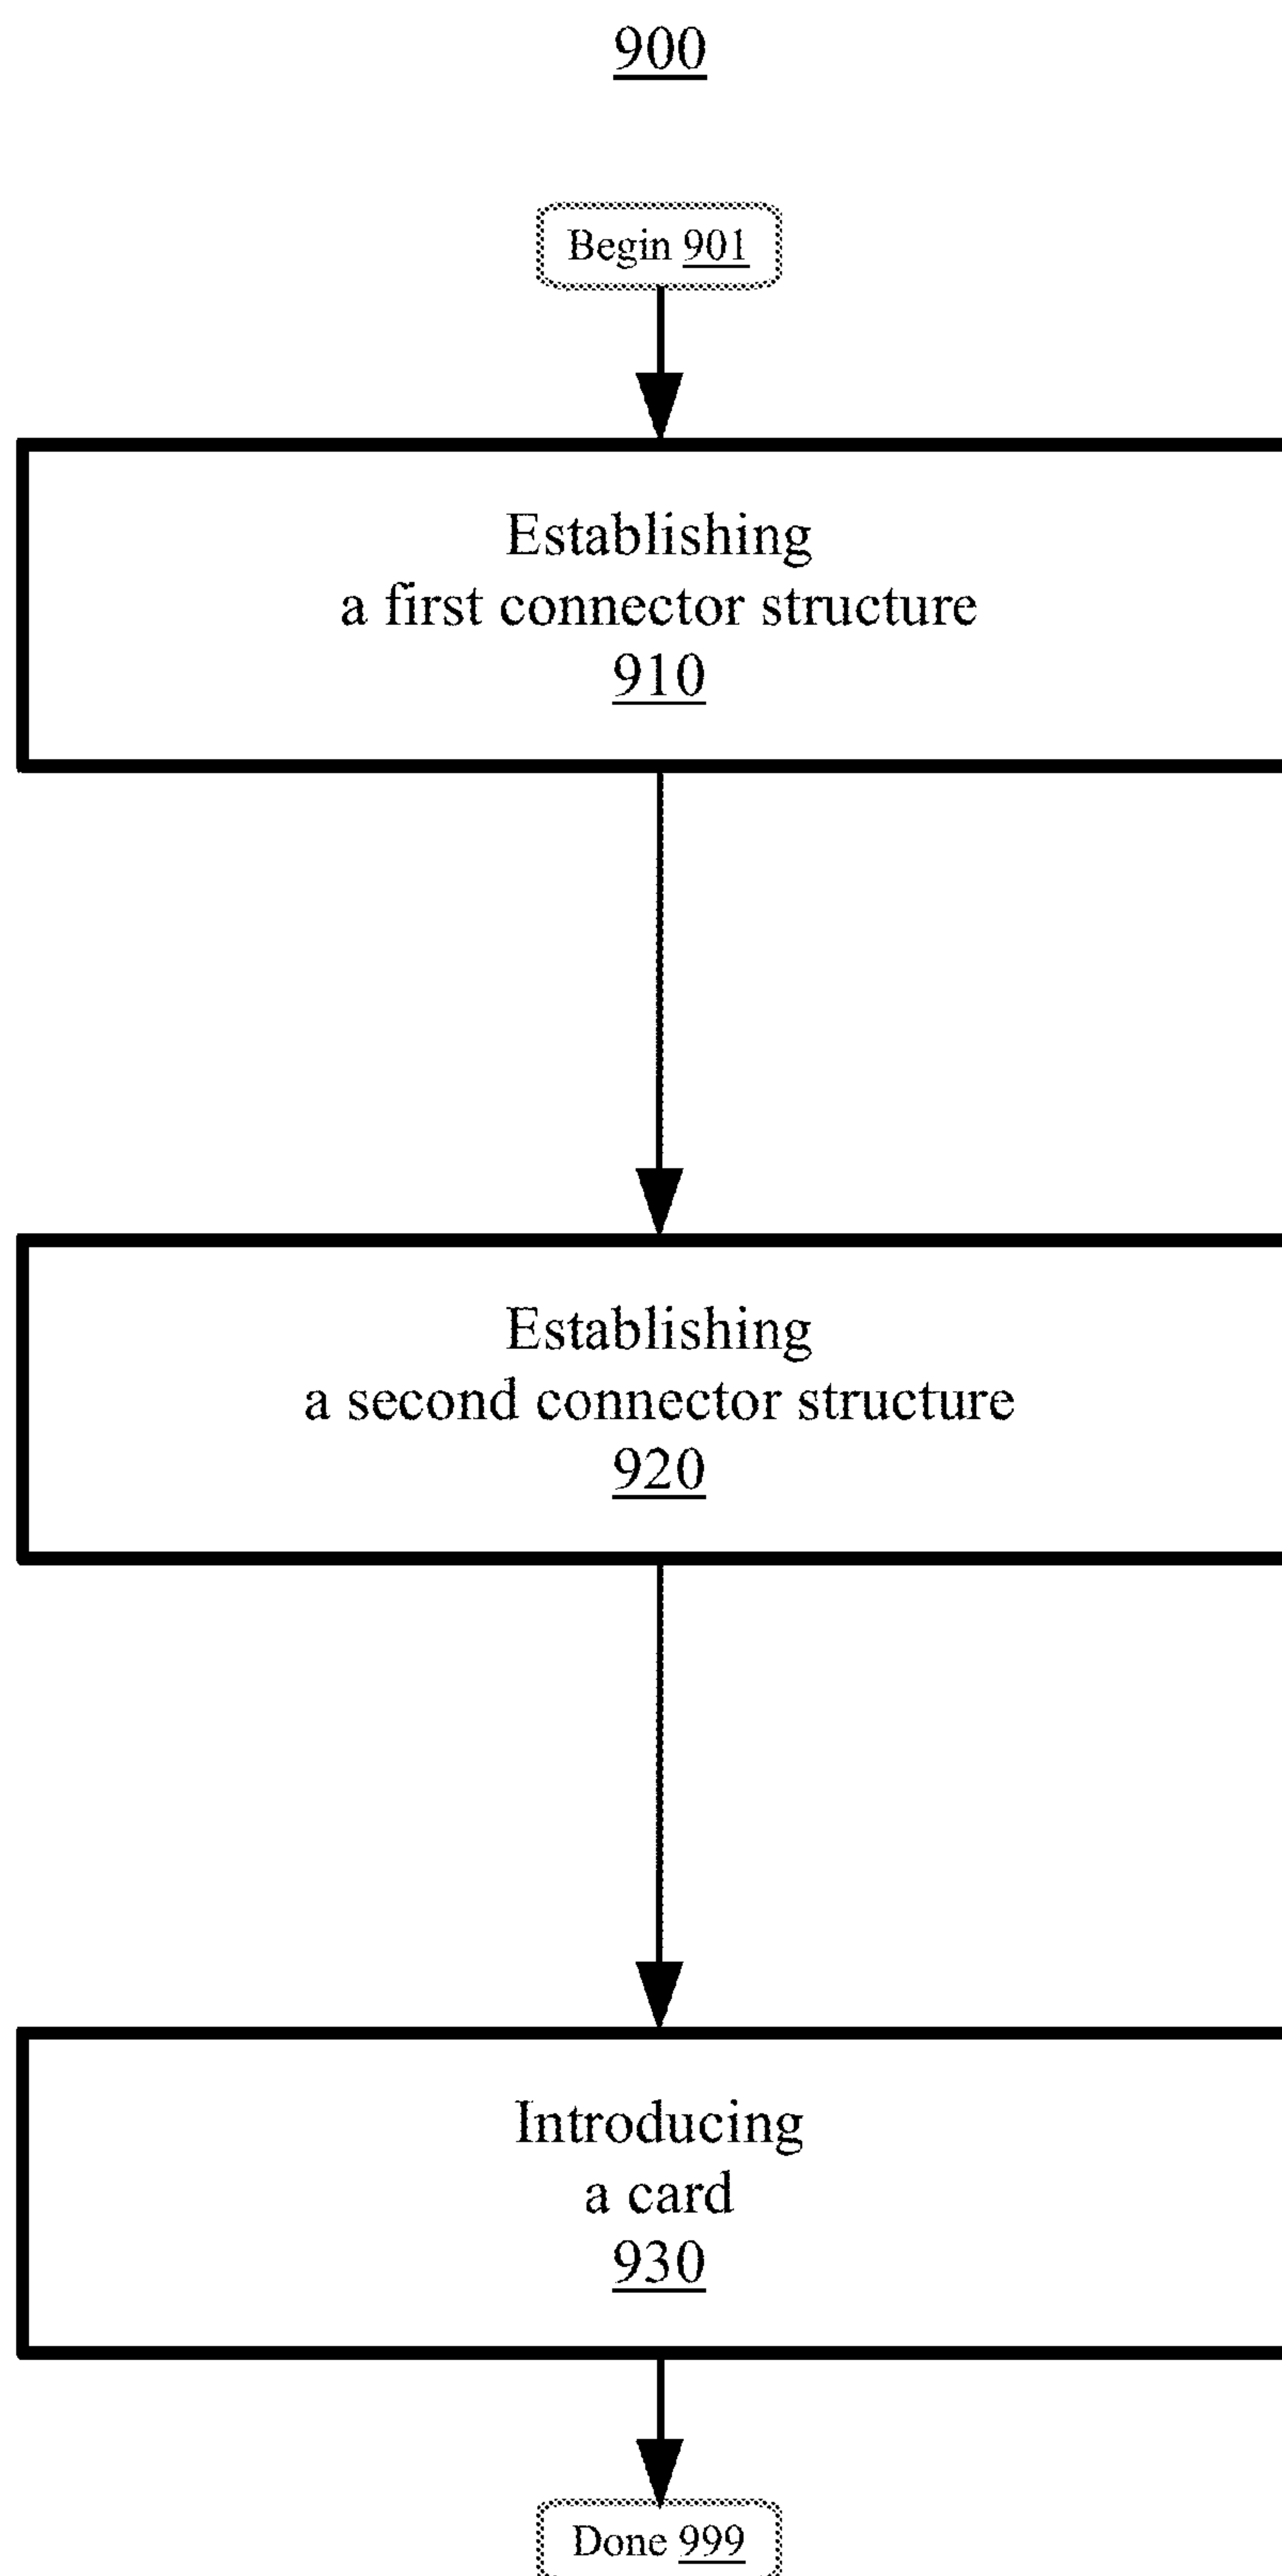 900
Begin 901
Establishing
a first connector structure
910
Establishing
a second connector structure
920
Introducing
a card
930
Done 999